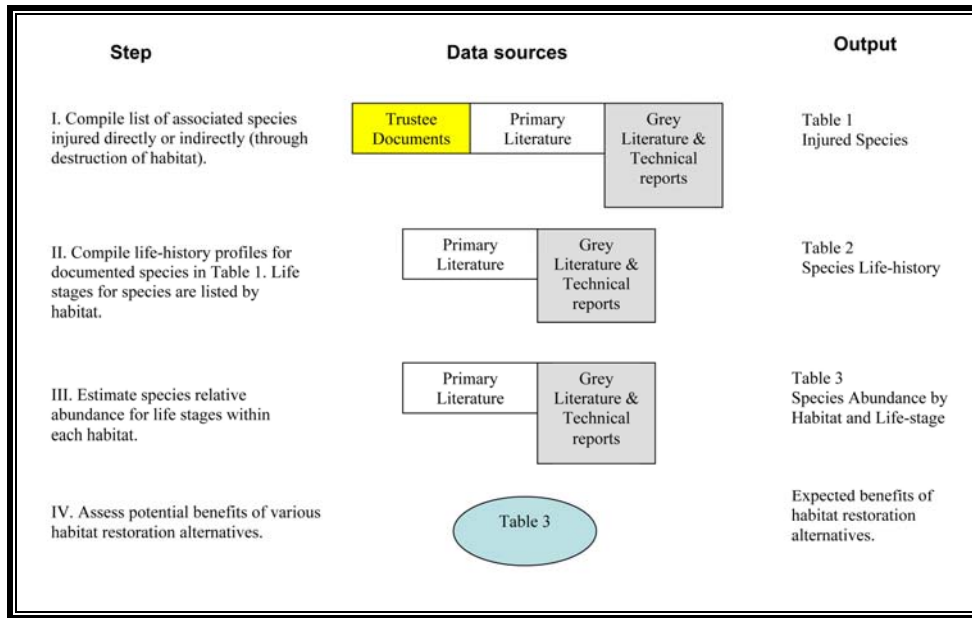 Step
Data sources
Output
I. Compile list of associated species
injured directly or indirectly (through
destruction of habitat).
Trustee
Documents
Primary
Literature
Grey
Literature &
Technical
reports
Table 1
Injured Species
II. Compile life-history profiles for
documented species in Table 1. Life
stages for species are listed by
habitat.
Primary
Literature
Grey
Literature &
Technical
reports
Table 2
Species Life-history
III. Estimate species relative
abundance for life stages within
each habitat.
Primary
Literature
Grey
Literature &
Technical
reports
Table 3
Species Abundance by
Habitat and Life-stage
IV. Assess potential benefits of various
habitat restoration alternatives.
Table 3
Expected benefits of
habitat restoration
alternatives.